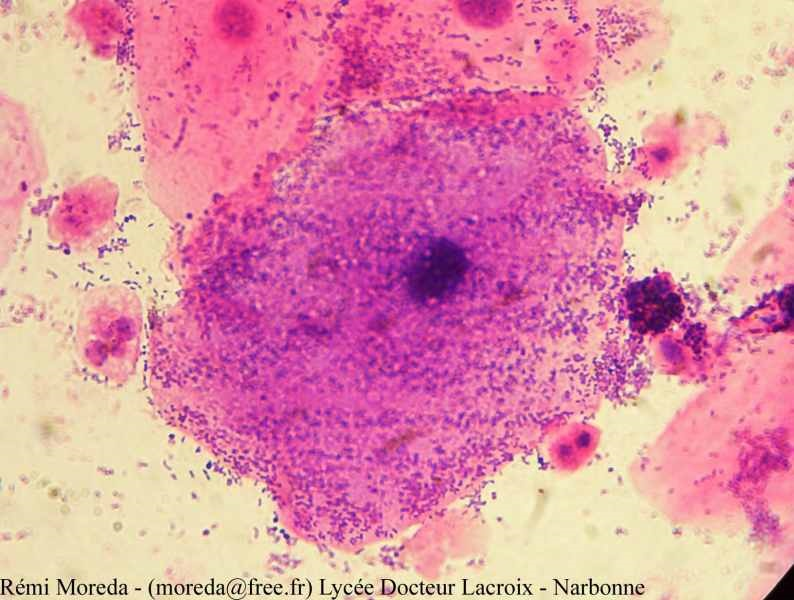 Rémi Moreda - (moreda@free.fr) Lycée Docteur Lacroix - Narbonne